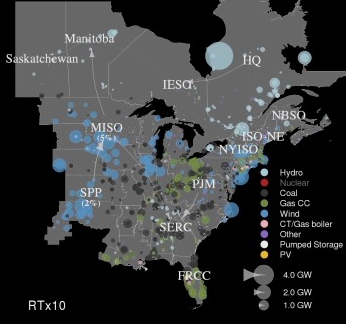 Manitoba
Saskatchewan
HQ
IESO
NBSO
MISO
(5%)
ISO-NE
NYISO
SPP
(2%)
PJM
SERC
FRCC
Hydro
Nuclear
Coal
Gas CC
Wind
CT/Gas boiler
Other
Pumped Storage
PV
4.0 GW
2.0 GW
1.0 GW
RTx10